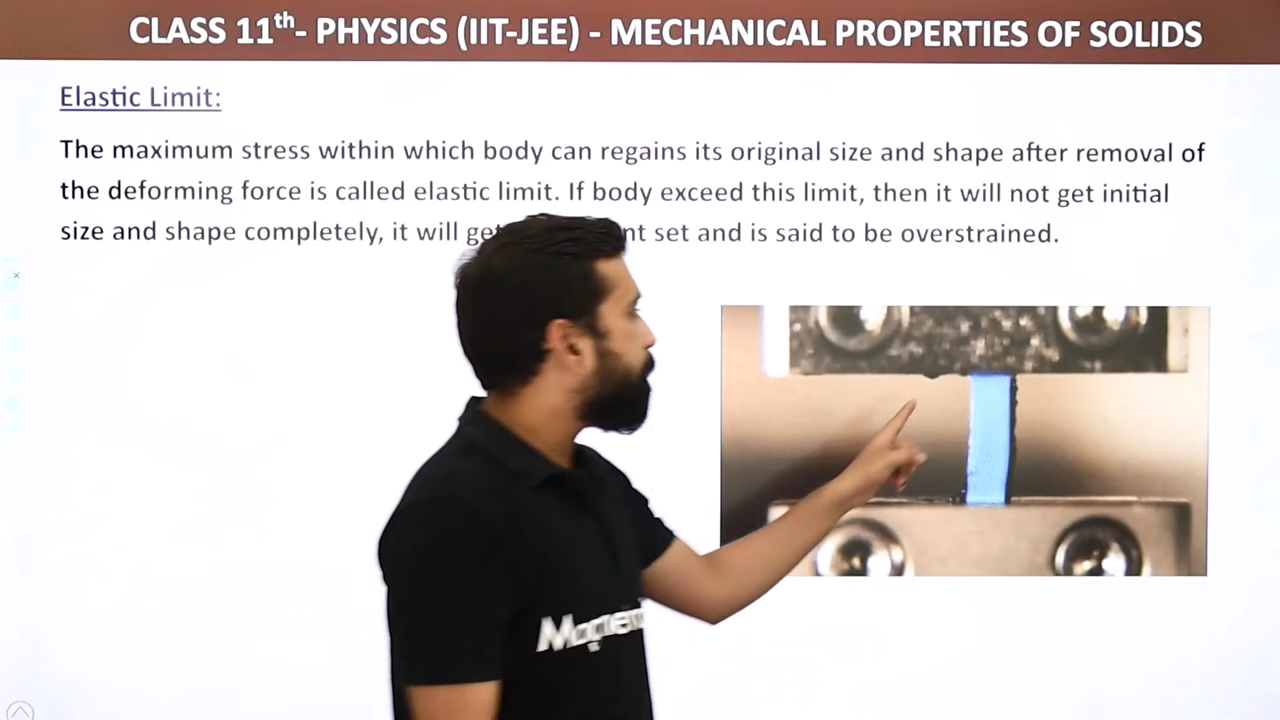 CLASS 11th- PHYSICS (IIT-JEE) - MECHANICAL PROPERTIES OF SOLIDS
Elastic Limit:
The maximum stress within which body can regains its original size and shape after removal of
the deforming force is called elastic limit. If body exceed this limit, then it will not get initial
size and shape completely, it will set and is said to be overstrained.